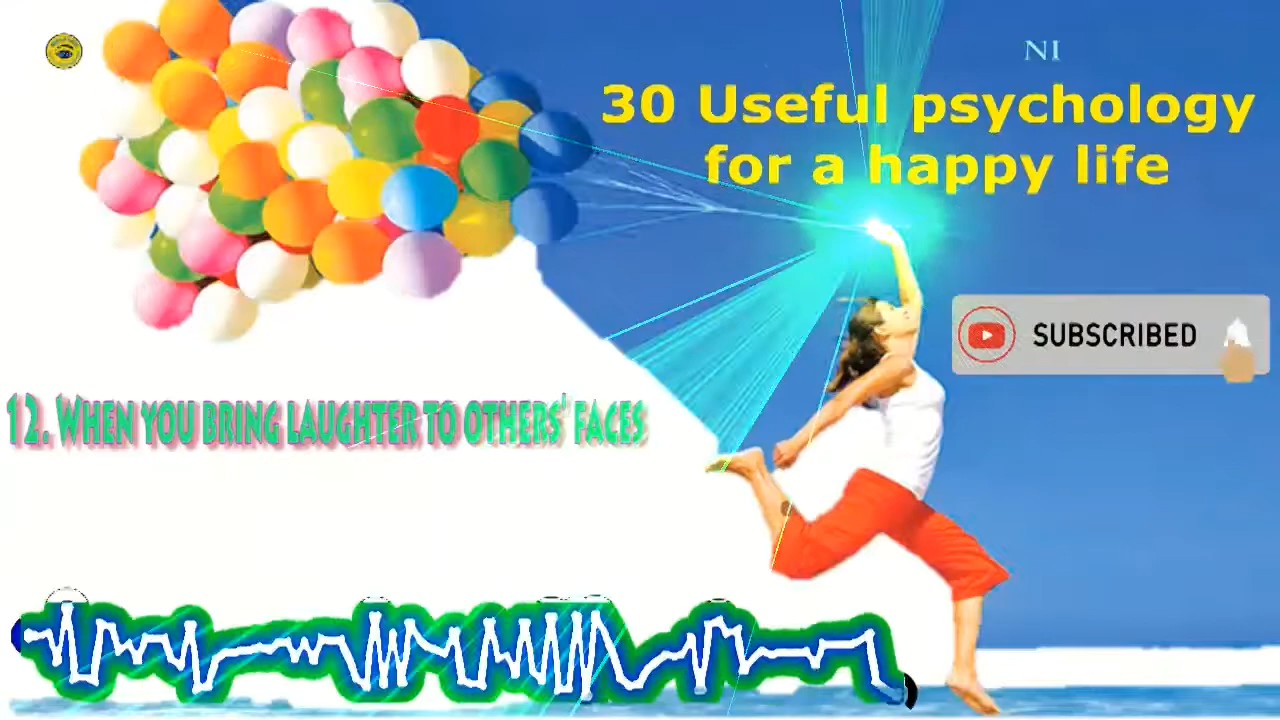 NI
30 Useful psychology
for a happy life
SUBSCRIBED
12. When you bring laughter to others' faces